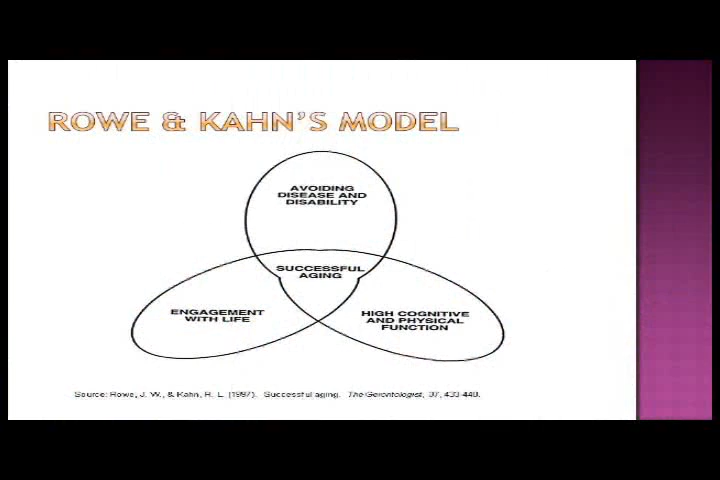 ROWE & KAHN'S MODEL
AVOIDING
DISEASE AND
DISABILITY
SUCCESSFUL
AGING
ENGAGEMENT
WITH LIFE
HIGH COGNITIVE
AND PHYSICAL
FUNCTION
Source: Rowe, J. W., & Kahn, R. L. (1997). Successful aging. The Gerontologist, 37, 433-440.